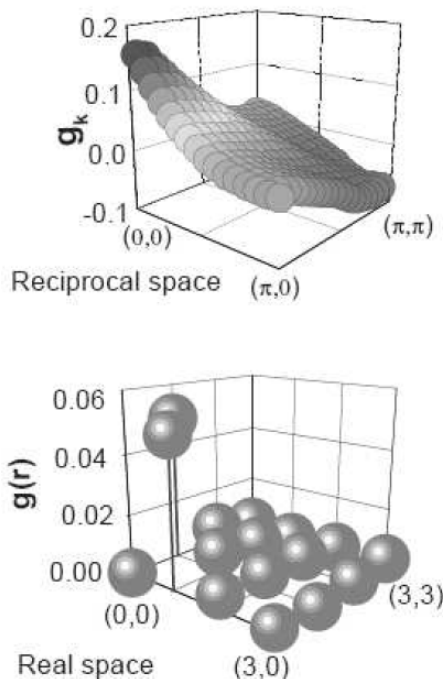 0.2
0.1
0.0
-0.1
g_k
(0,0)
(π,π)
(π,0)
Reciprocal space
0.06
0.04
0.02
0.00
g(r)
(0,0)
(3,3)
(3,0)
Real space